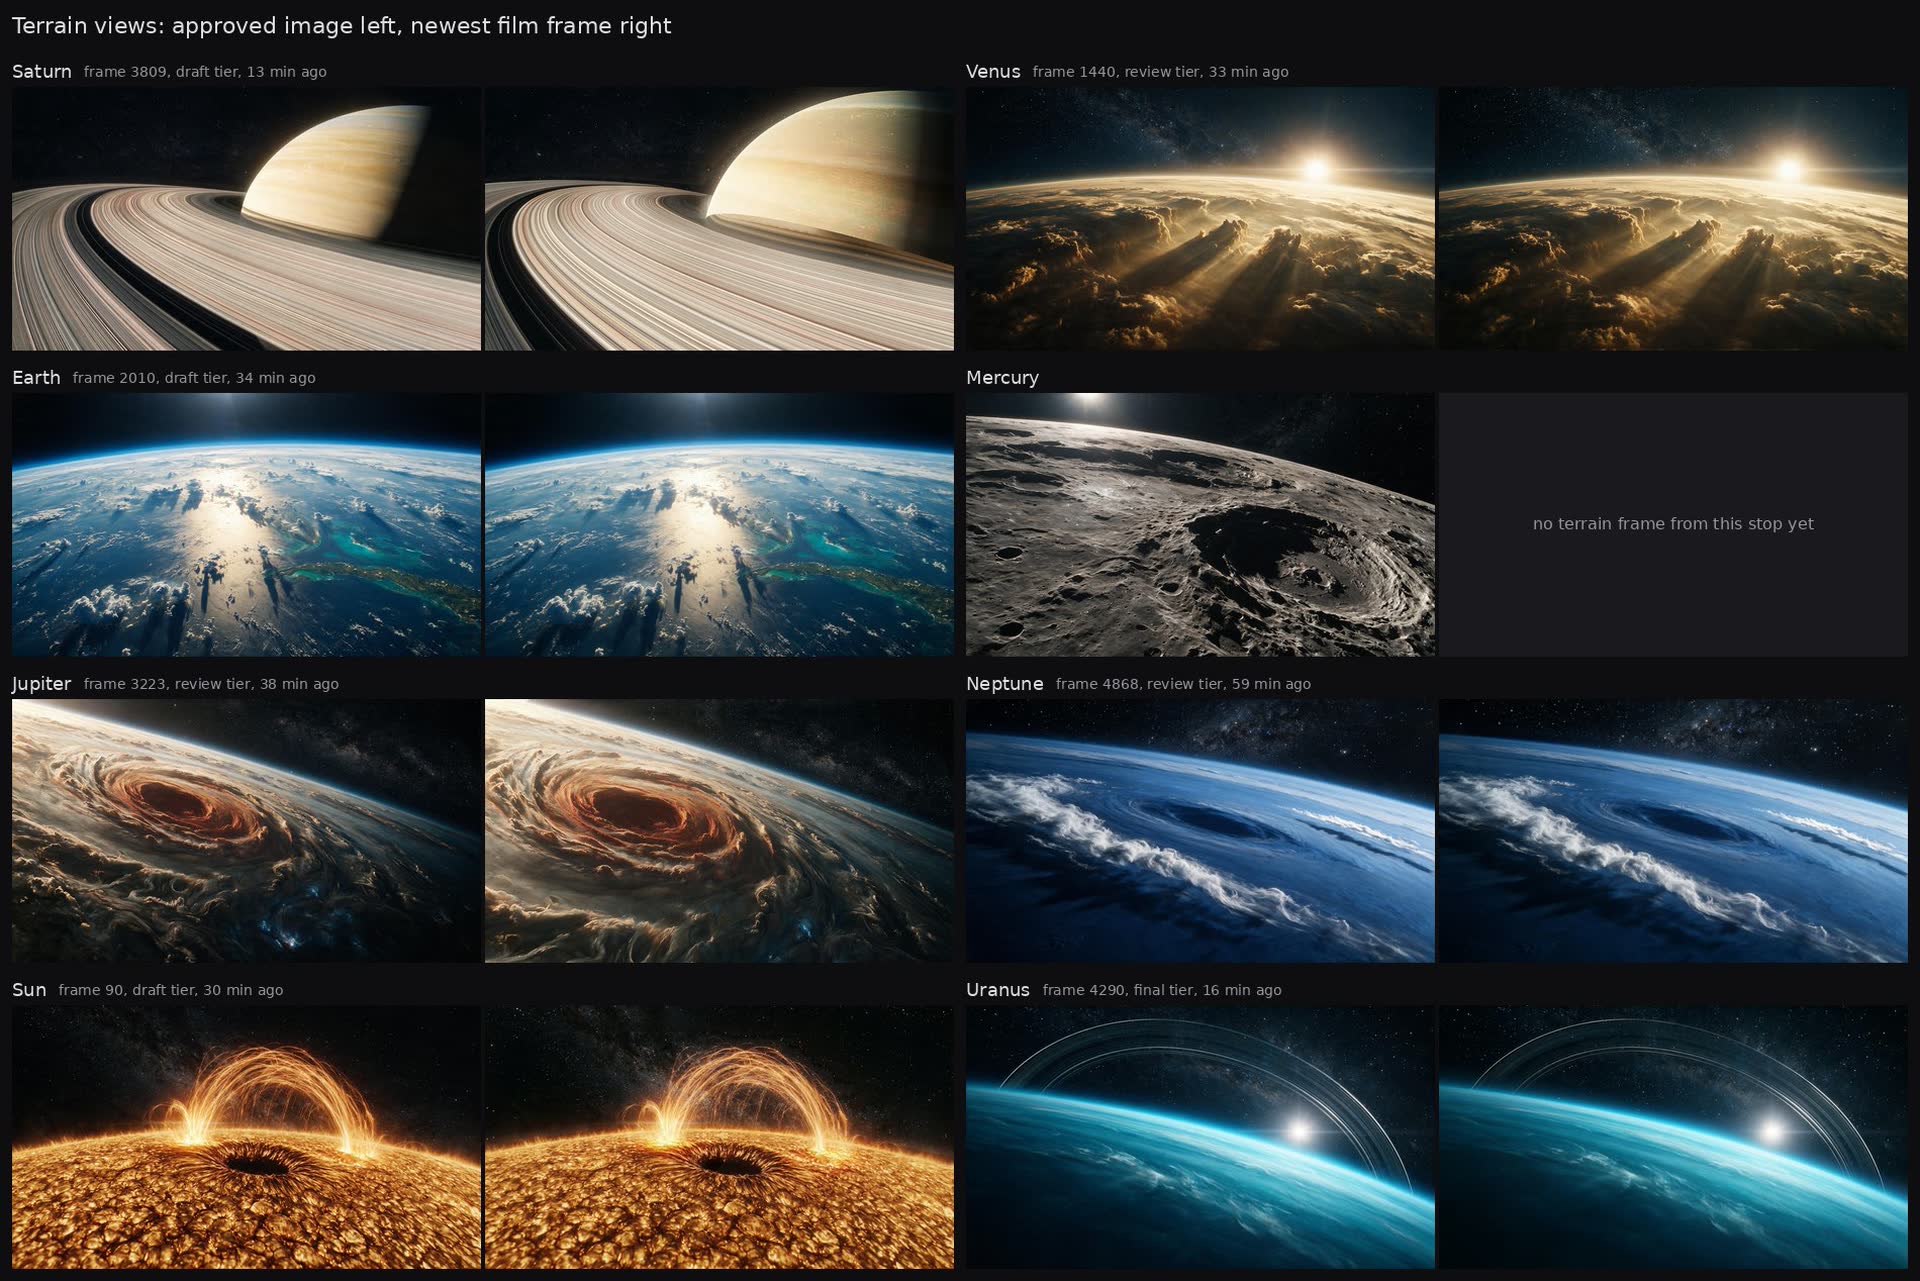 Terrain views: approved image left, newest film frame right
Saturn frame 3809, draft tier, 13 min ago
Venus frame 1440, review tier, 33 min ago
Earth frame 2010, draft tier, 34 min ago
Mercury
no terrain frame from this stop yet
Jupiter frame 3223, review tier, 38 min ago
Neptune frame 4868, review tier, 59 min ago
Sun frame 90, draft tier, 30 min ago
Uranus frame 4290, final tier, 16 min ago